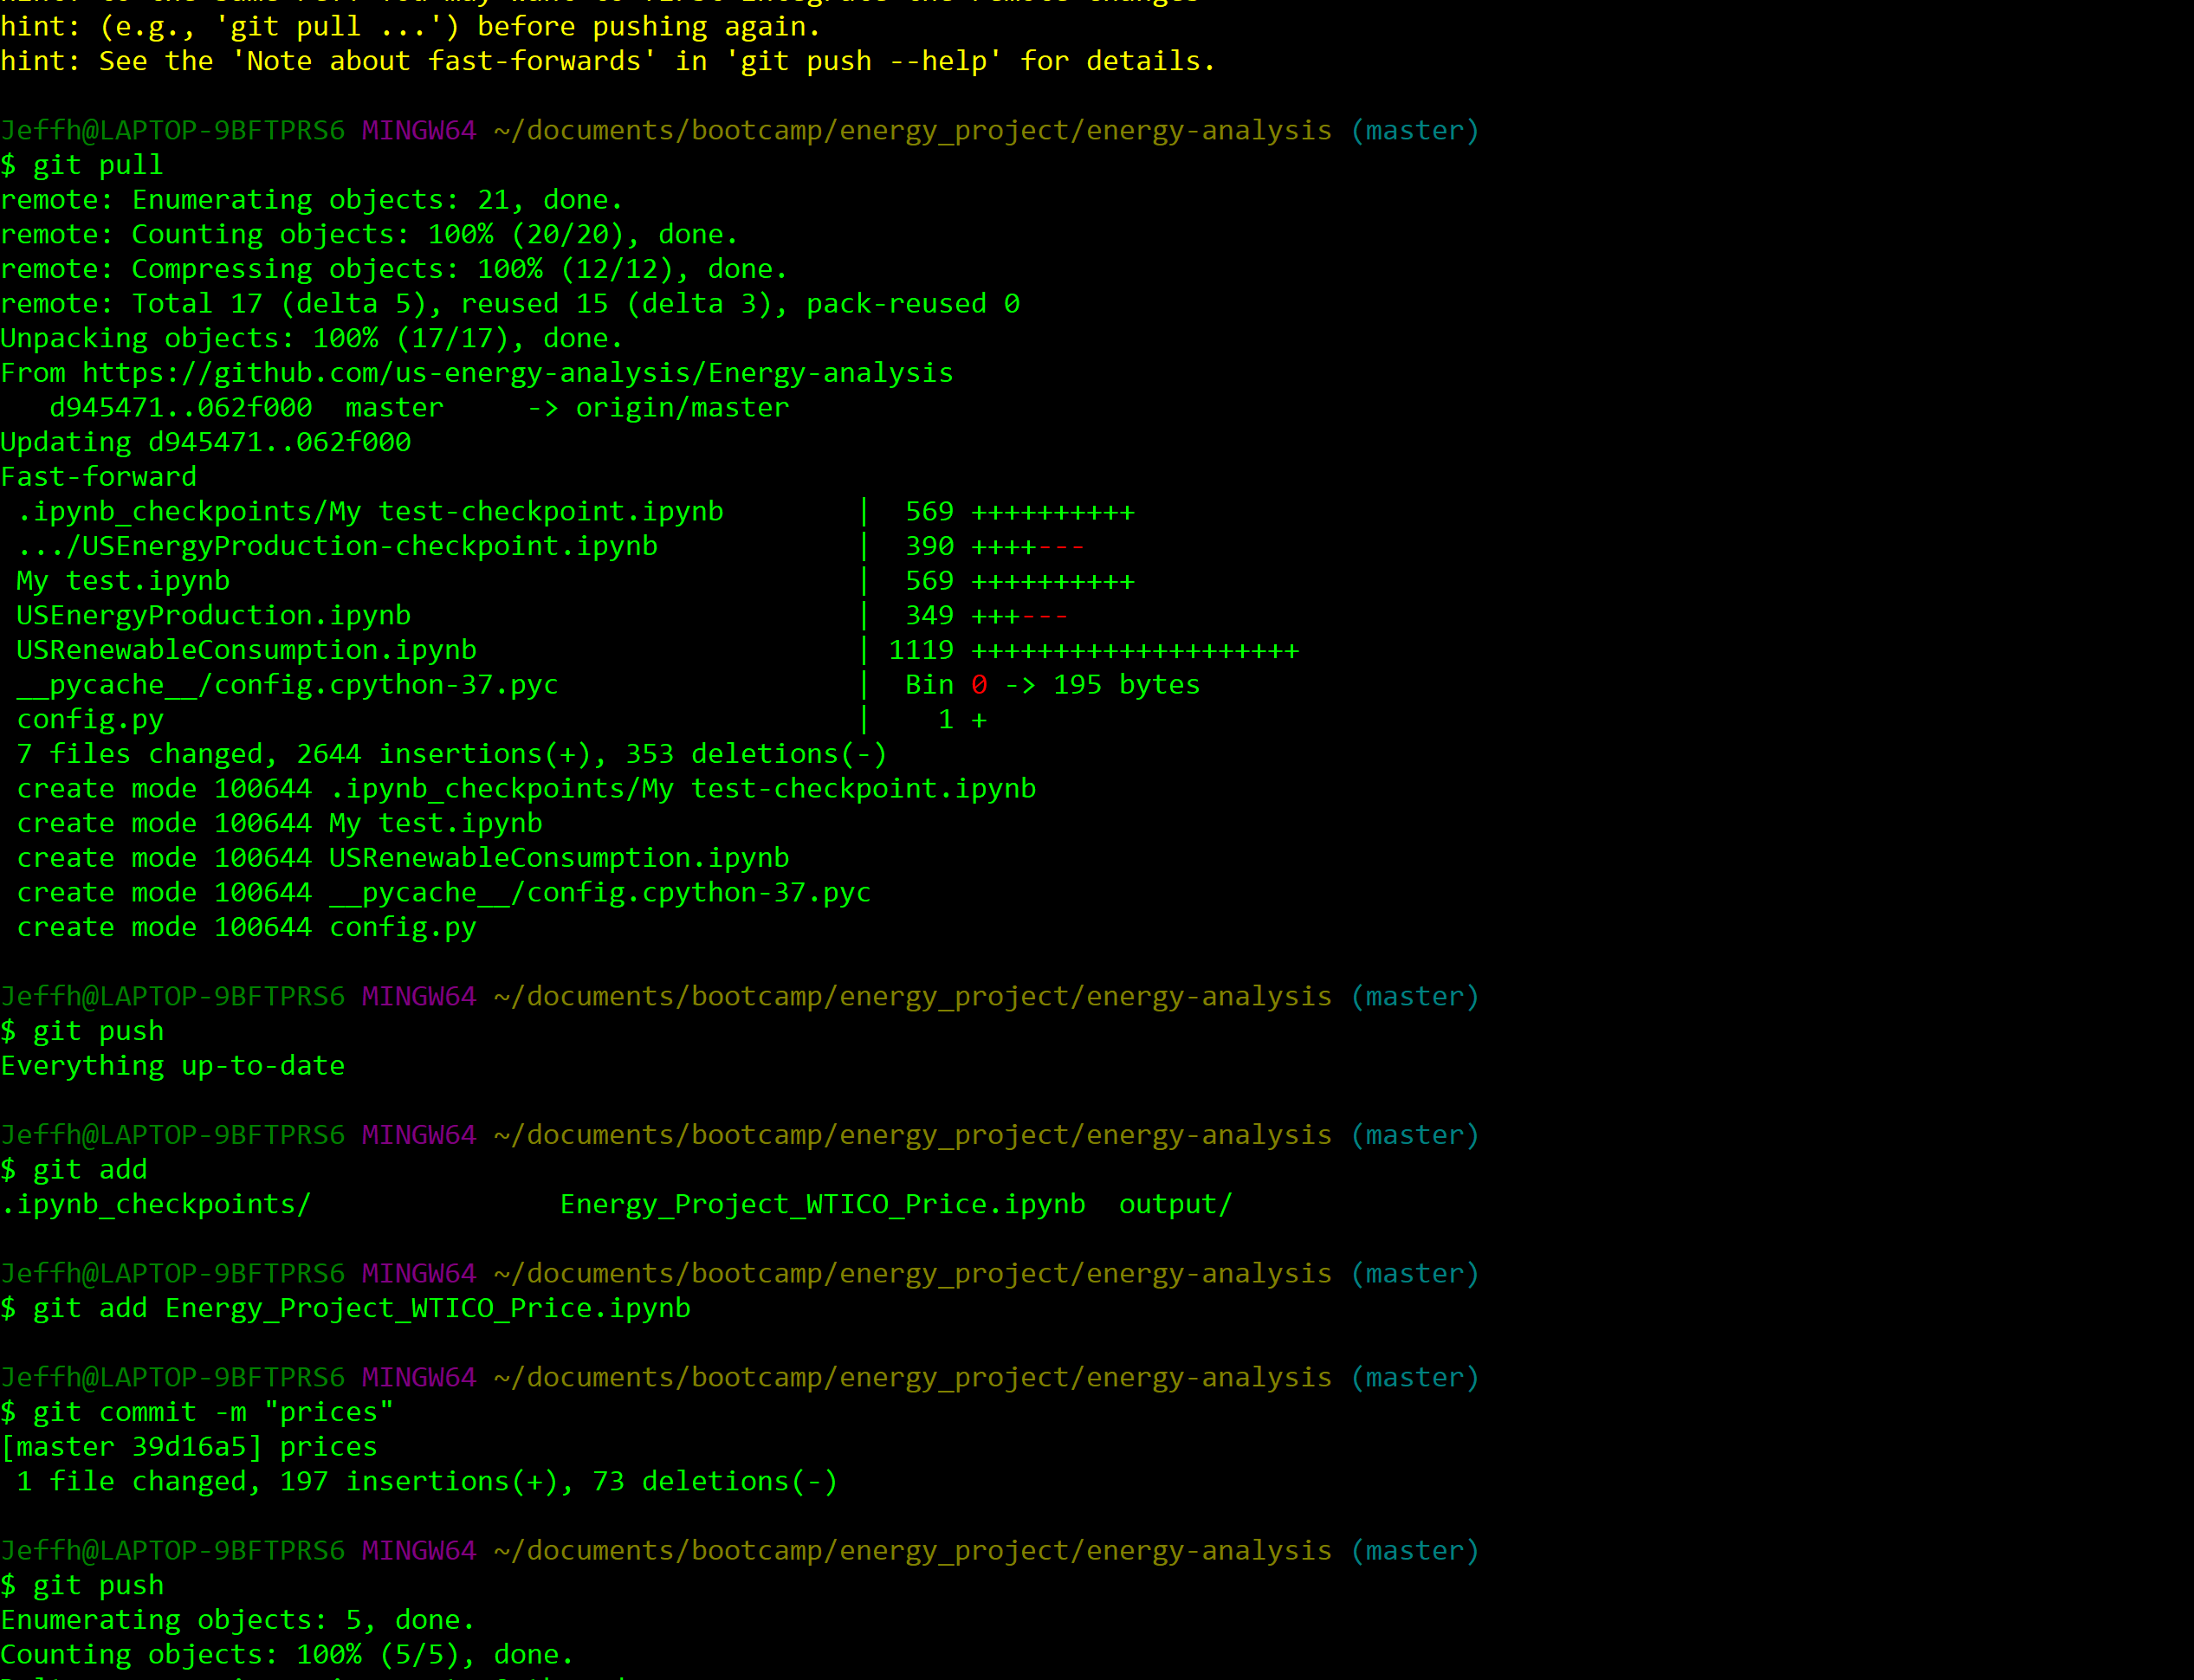 hint: (e.g., 'git pull ...') before pushing again.
hint: See the 'Note about fast-forwards' in 'git push --help' for details.
Jeffh@LAPTOP-9BFTPRS6 MINGW64 ~/documents/bootcamp/energy_project/energy-analysis (master)
$ git pull
remote: Enumerating objects: 21, done.
remote: Counting objects: 100% (20/20), done.
remote: Compressing objects: 100% (12/12), done.
remote: Total 17 (delta 5), reused 15 (delta 3), pack-reused 0
Unpacking objects: 100% (17/17), done.
From https://github.com/us-energy-analysis/Energy-analysis
   d945471..062f000  master     -> origin/master
Updating d945471..062f000
Fast-forward
 .ipynb_checkpoints/My test-checkpoint.ipynb        |  569 ++++++++++
 .../USEnergyProduction-checkpoint.ipynb            |  390 ++++---
 My test.ipynb                                      |  569 ++++++++++
 USEnergyProduction.ipynb                           |  349 +++---
 USRenewableConsumption.ipynb                       | 1119 ++++++++++++++++++++
 __pycache__/config.cpython-37.pyc                  |  Bin 0 -> 195 bytes
 config.py                                          |    1 +
 7 files changed, 2644 insertions(+), 353 deletions(-)
 create mode 100644 .ipynb_checkpoints/My test-checkpoint.ipynb
 create mode 100644 My test.ipynb
 create mode 100644 USRenewableConsumption.ipynb
 create mode 100644 __pycache__/config.cpython-37.pyc
 create mode 100644 config.py
Jeffh@LAPTOP-9BFTPRS6 MINGW64 ~/documents/bootcamp/energy_project/energy-analysis (master)
$ git push
Everything up-to-date
Jeffh@LAPTOP-9BFTPRS6 MINGW64 ~/documents/bootcamp/energy_project/energy-analysis (master)
$ git add
.ipynb_checkpoints/               Energy_Project_WTICO_Price.ipynb  output/
Jeffh@LAPTOP-9BFTPRS6 MINGW64 ~/documents/bootcamp/energy_project/energy-analysis (master)
$ git add Energy_Project_WTICO_Price.ipynb
Jeffh@LAPTOP-9BFTPRS6 MINGW64 ~/documents/bootcamp/energy_project/energy-analysis (master)
$ git commit -m "prices"
[master 39d16a5] prices
 1 file changed, 197 insertions(+), 73 deletions(-)
Jeffh@LAPTOP-9BFTPRS6 MINGW64 ~/documents/bootcamp/energy_project/energy-analysis (master)
$ git push
Enumerating objects: 5, done.
Counting objects: 100% (5/5), done.